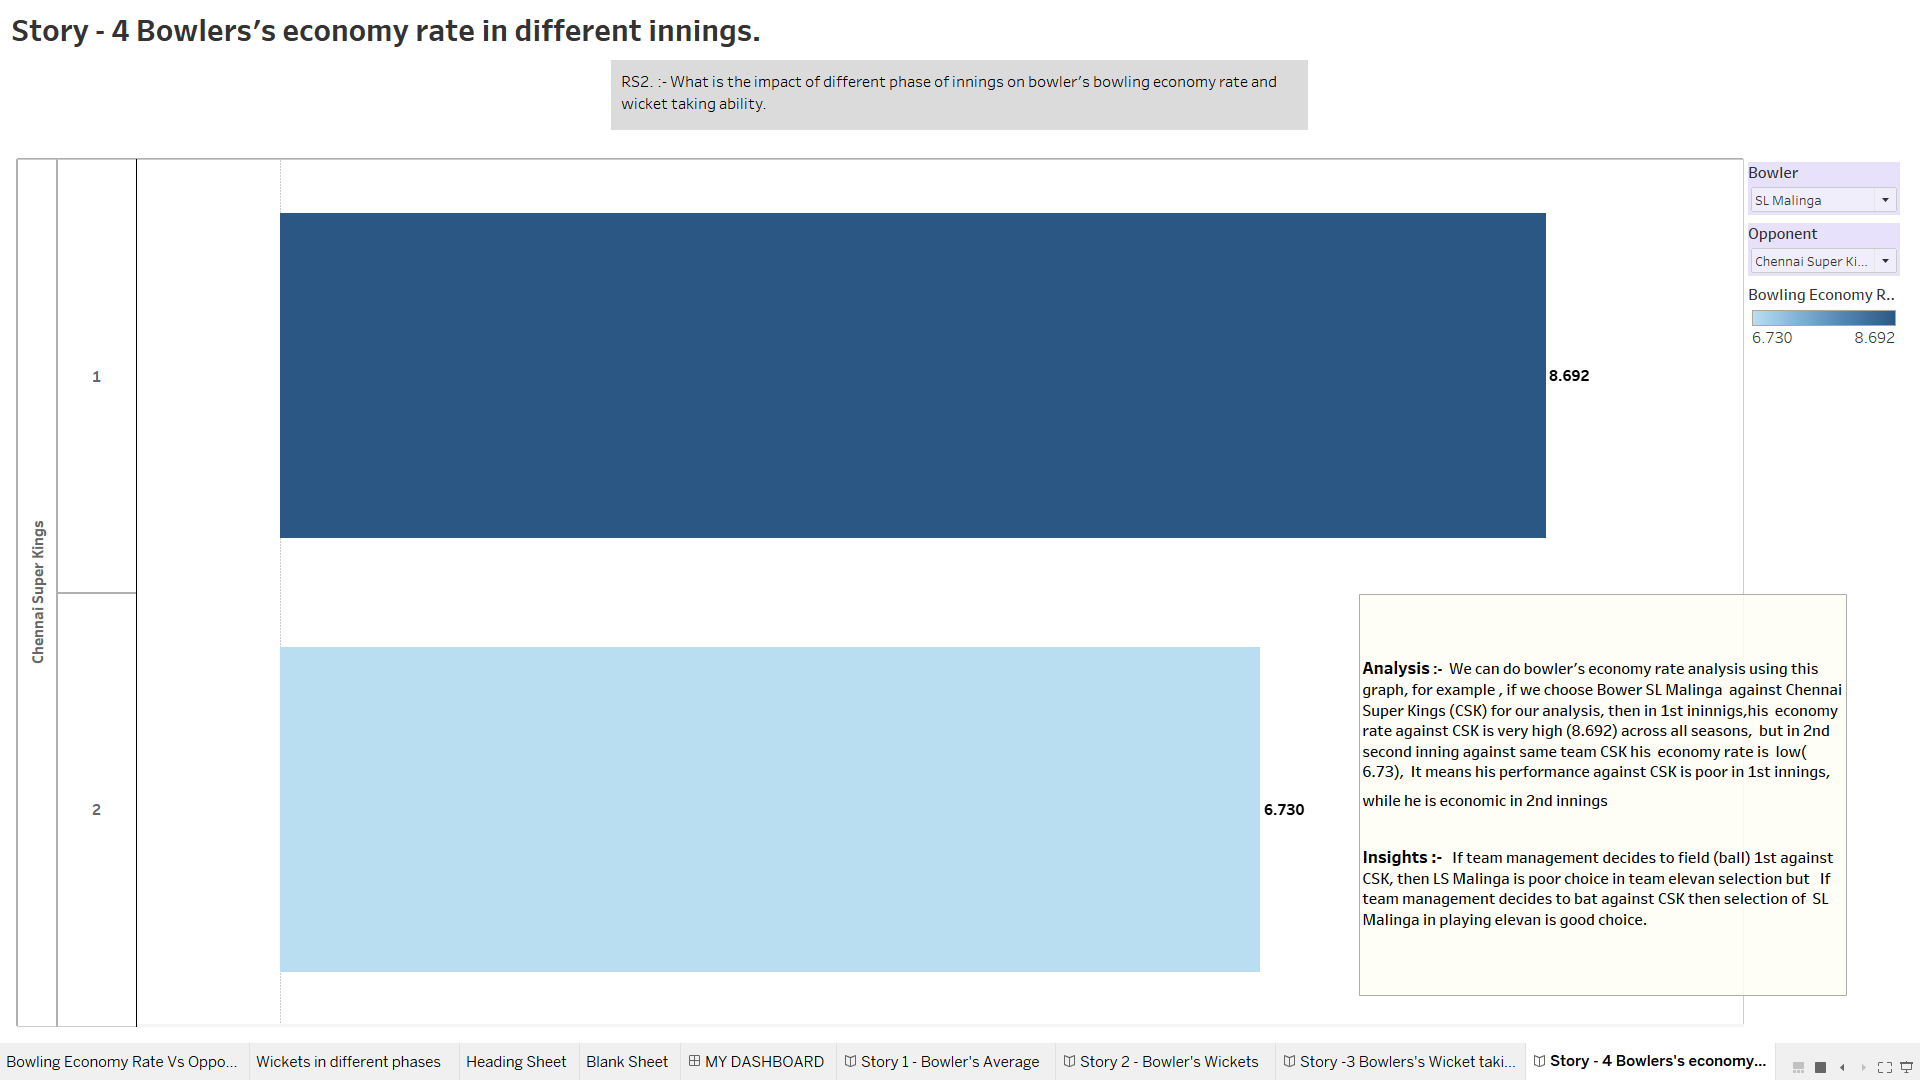 Story - 4 Bowlers’s economy rate in different innings.
RS2. :- What is the impact of different phase of innings on bowler’s bowling economy rate and
wicket taking ability.
Chennai Super Kings
1
8.692
2
6.730
Bowler
SL Malinga
Opponent
Chennai Super Ki...
Bowling Economy R..
6.730 8.692
Analysis :- We can do bowler’s economy rate analysis using this
graph, for example , if we choose Bower SL Malinga against Chennai
Super Kings (CSK) for our analysis, then in 1st ininnigs,his economy
rate against CSK is very high (8.692) across all seasons, but in 2nd
second inning against same team CSK his economy rate is low(
6.73), It means his performance against CSK is poor in 1st innings,
while he is economic in 2nd innings
Insights :- If team management decides to field (ball) 1st against
CSK, then LS Malinga is poor choice in team elevan selection but If
team management decides to bat against CSK then selection of SL
Malinga in playing elevan is good choice.
Bowling Economy Rate Vs Oppo... Wickets in different phases Heading Sheet Blank Sheet MY DASHBOARD Story 1 - Bowler's Average Story 2 - Bowler's Wickets Story -3 Bowlers's Wicket taki... Story - 4 Bowlers's economy...